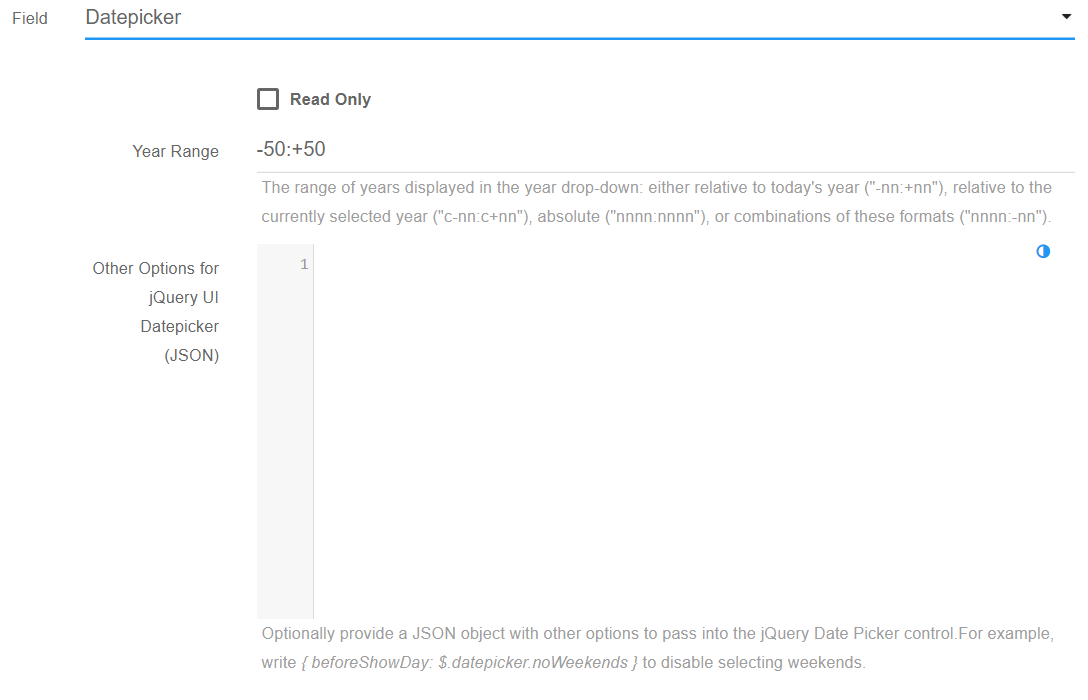 Field Datepicker
Read Only
Year Range -50:+50
The range of years displayed in the year drop-down: either relative to today's year ("-nn:+nn"), relative to the
currently selected year ("c-nn:c+nn"), absolute ("nnnn:nnnn"), or combinations of these formats ("nnnn:-nn").
Other Options for
jQuery UI
Datepicker
(JSON)
1
Optionally provide a JSON object with other options to pass into the jQuery Date Picker control.For example,
write { beforeShowDay: $.datepicker.noWeekends } to disable selecting weekends.